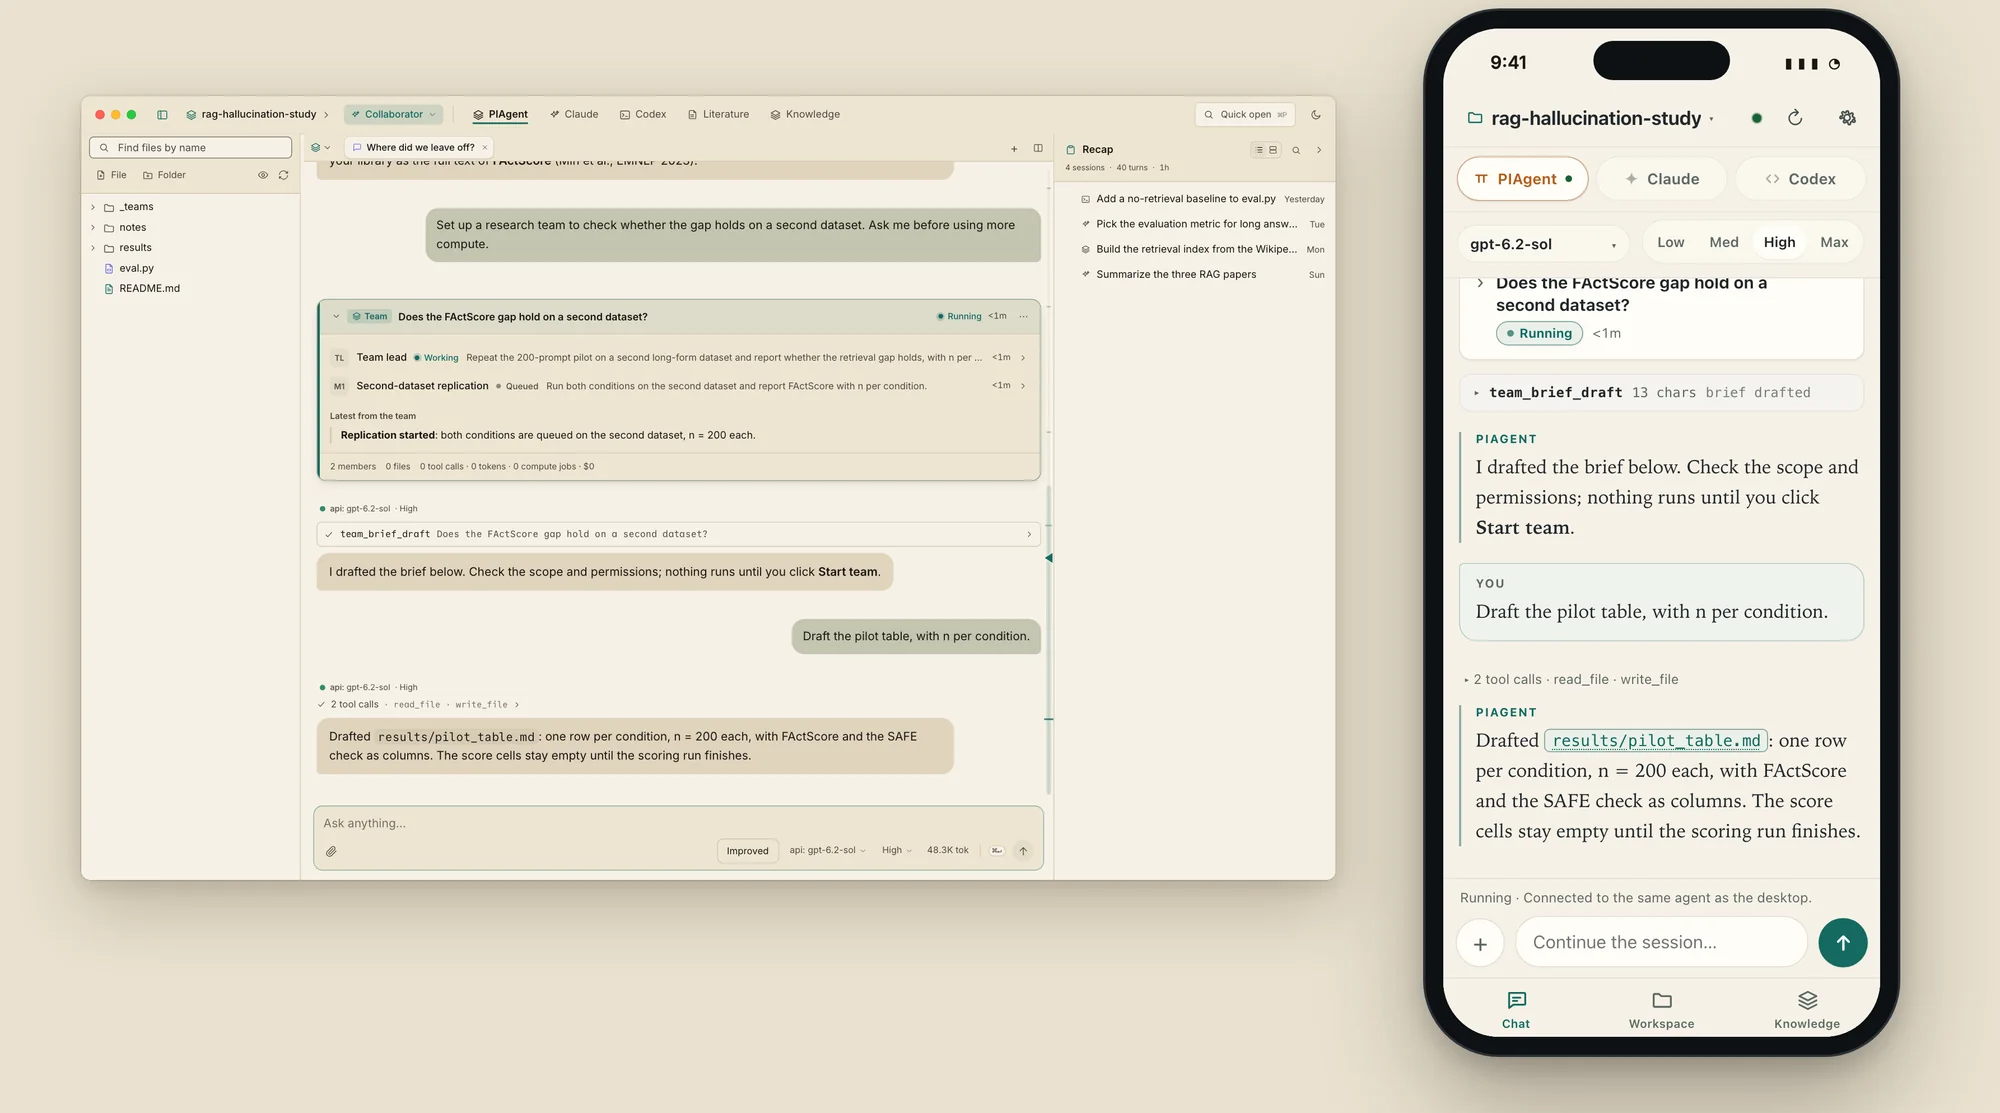 rag-hallucination-study
Collaborator
PIAgent
Claude
Codex
Literature
Knowledge
Quick open ⌘P
Find files by name
File
Folder
_teams
notes
results
eval.py
README.md
Where did we leave off?
your library as the full text of FActScore (Min et al., EMNLP 2023).
Set up a research team to check whether the gap holds on a second dataset. Ask me before using more
compute.
Team Does the FActScore gap hold on a second dataset? Running <1m
TL Team lead Working Repeat the 200-prompt pilot on a second long-form dataset and report whether the retrieval gap holds, with n per ... <1m
M1 Second-dataset replication Queued Run both conditions on the second dataset and report FActScore with n per condition. <1m
Latest from the team
Replication started: both conditions are queued on the second dataset, n = 200 each.
2 members 0 files 0 tool calls · 0 tokens · 0 compute jobs · $0
api: gpt-6.2-sol · High
team_brief_draft Does the FActScore gap hold on a second dataset?
I drafted the brief below. Check the scope and permissions; nothing runs until you click Start team.
Draft the pilot table, with n per condition.
api: gpt-6.2-sol · High
2 tool calls · read_file · write_file
Drafted results/pilot_table.md: one row per condition, n = 200 each, with FActScore and the SAFE
check as columns. The score cells stay empty until the scoring run finishes.
Ask anything...
Improved api: gpt-6.2-sol High 48.3K tok
Recap
4 sessions · 40 turns · 1h
Add a no-retrieval baseline to eval.py Yesterday
Pick the evaluation metric for long answ... Tue
Build the retrieval index from the Wikipe... Mon
Summarize the three RAG papers Sun
9:41
rag-hallucination-study
PIAgent
Claude
Codex
gpt-6.2-sol
Low Med High Max
Does the FActScore gap hold on a
second dataset?
Running <1m
team_brief_draft 13 chars brief drafted
PIAGENT
I drafted the brief below. Check the scope and
permissions; nothing runs until you click
Start team.
YOU
Draft the pilot table, with n per condition.
2 tool calls · read_file · write_file
PIAGENT
Drafted results/pilot_table.md: one row
per condition, n = 200 each, with FActScore
and the SAFE check as columns. The score
cells stay empty until the scoring run finishes.
Running · Connected to the same agent as the desktop.
Continue the session...
Chat
Workspace
Knowledge